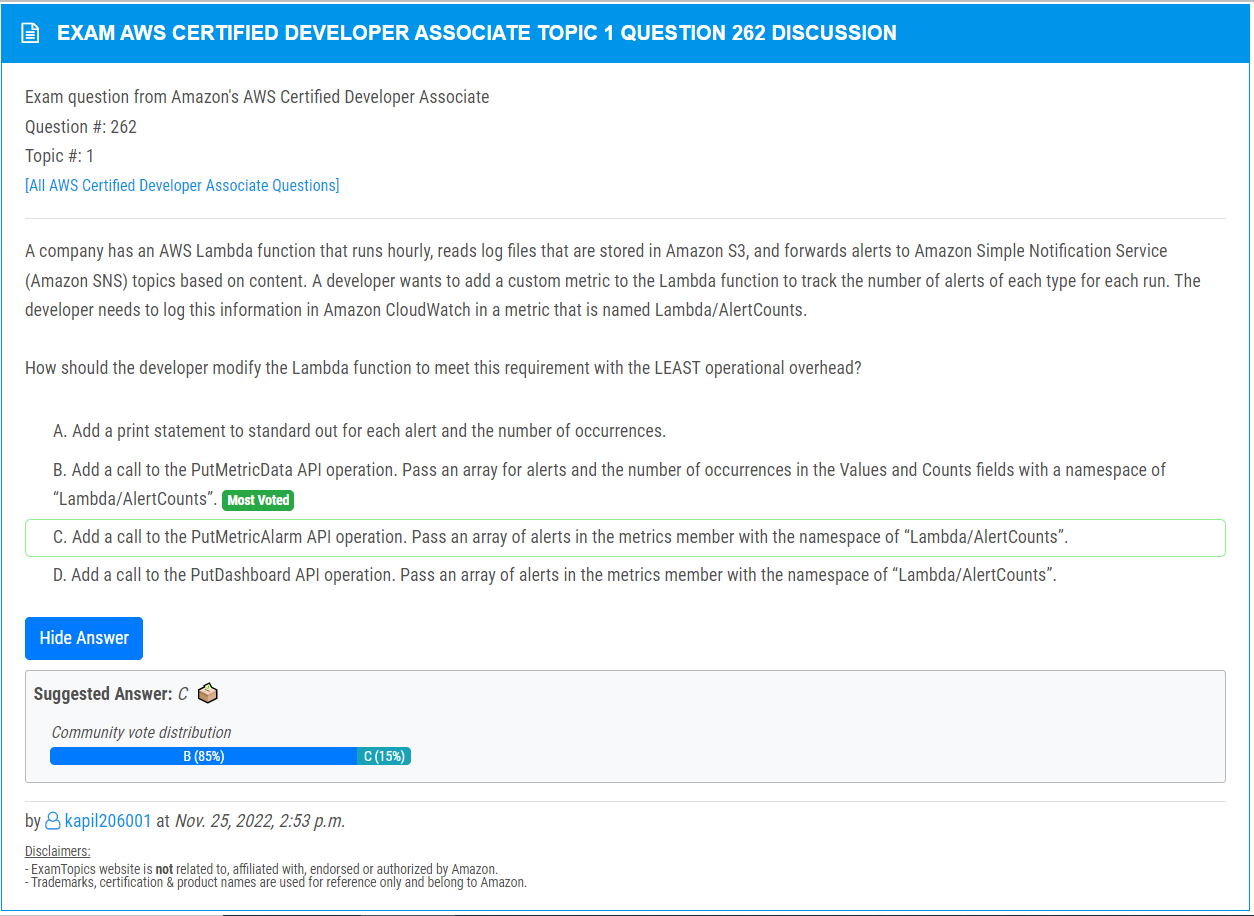 EXAM AWS CERTIFIED DEVELOPER ASSOCIATE TOPIC 1 QUESTION 262 DISCUSSION
Exam question from Amazon's AWS Certified Developer Associate
Question #: 262
Topic #: 1
[All AWS Certified Developer Associate Questions]
A company has an AWS Lambda function that runs hourly, reads log files that are stored in Amazon S3, and forwards alerts to Amazon Simple Notification Service
(Amazon SNS) topics based on content. A developer wants to add a custom metric to the Lambda function to track the number of alerts of each type for each run. The
developer needs to log this information in Amazon CloudWatch in a metric that is named Lambda/AlertCounts.
How should the developer modify the Lambda function to meet this requirement with the LEAST operational overhead?
A. Add a print statement to standard out for each alert and the number of occurrences.
B. Add a call to the PutMetricData API operation. Pass an array for alerts and the number of occurrences in the Values and Counts fields with a namespace of
“Lambda/AlertCounts”. Most Voted
C. Add a call to the PutMetricAlarm API operation. Pass an array of alerts in the metrics member with the namespace of “Lambda/AlertCounts”.
D. Add a call to the PutDashboard API operation. Pass an array of alerts in the metrics member with the namespace of “Lambda/AlertCounts”.
Hide Answer
Suggested Answer: C
Community vote distribution
B (85%) C (15%)
by kapil206001 at Nov. 25, 2022, 2:53 p.m.
Disclaimers:
- ExamTopics website is not related to, affiliated with, endorsed or authorized by Amazon.
- Trademarks, certification & product names are used for reference only and belong to Amazon.